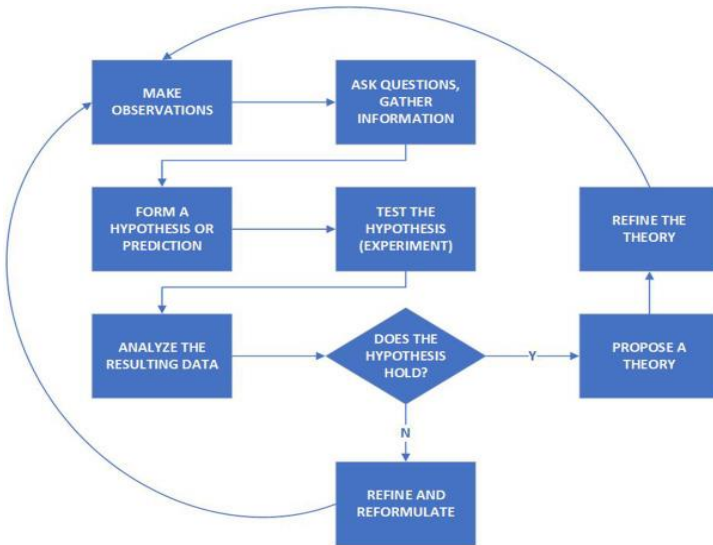 MAKE
OBSERVATIONS
ASK QUESTIONS,
GATHER
INFORMATION
FORM A
HYPOTHESIS OR
PREDICTION
TEST THE
HYPOTHESIS
(EXPERIMENT)
REFINE THE
THEORY
ANALYZE THE
RESULTING DATA
DOES THE
HYPOTHESIS
HOLD?
Y
PROPOSE A
THEORY
N
REFINE AND
REFORMULATE